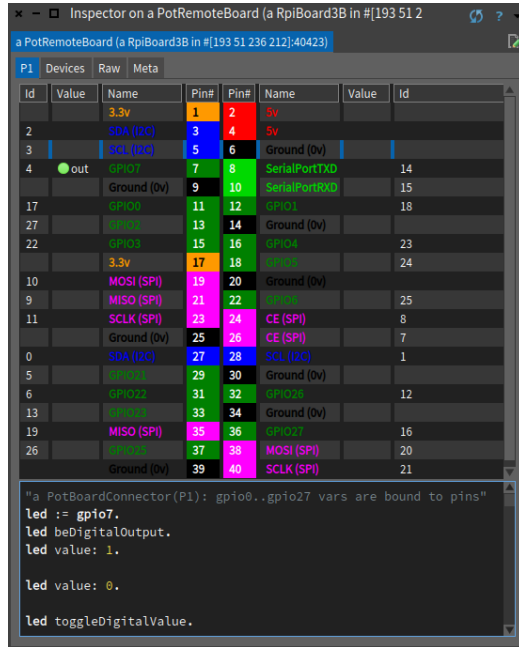 Inspector on a PotRemoteBoard (a RpiBoard3B in #[193 51 2
a PotRemoteBoard (a RpiBoard3B in #[193 51 236 212]:40423)
P1 Devices Raw Meta
Id Value Name Pin# Pin# Name Value Id
3.3v 1 2 5v
2 SDA (I2C) 3 4 5v
3 SCL (I2C) 5 6 Ground (0v)
4 out GPIO7 7 8 SerialPortTXD 14
Ground (0v) 9 10 SerialPortRXD 15
17 GPIO0 11 12 GPIO1 18
27 GPIO2 13 14 Ground (0v)
22 GPIO3 15 16 GPIO4 23
3.3v 17 18 GPIO5 24
10 MOSI (SPI) 19 20 Ground (0v)
9 MISO (SPI) 21 22 GPIO6 25
11 SCLK (SPI) 23 24 CE (SPI) 8
Ground (0v) 25 26 CE (SPI) 7
0 SDA (I2C) 27 28 SCL (I2C) 1
5 GPIO21 29 30 Ground (0v)
6 GPIO22 31 32 GPIO26 12
13 GPIO23 33 34 Ground (0v)
19 MISO (SPI) 35 36 GPIO27 16
26 GPIO25 37 38 MOSI (SPI) 20
Ground (0v) 39 40 SCLK (SPI) 21
"a PotBoardConnector(P1): gpio0..gpio27 vars are bound to pins"
led := gpio7.
led beDigitalOutput.
led value: 1.
led value: 0.
led toggleDigitalValue.